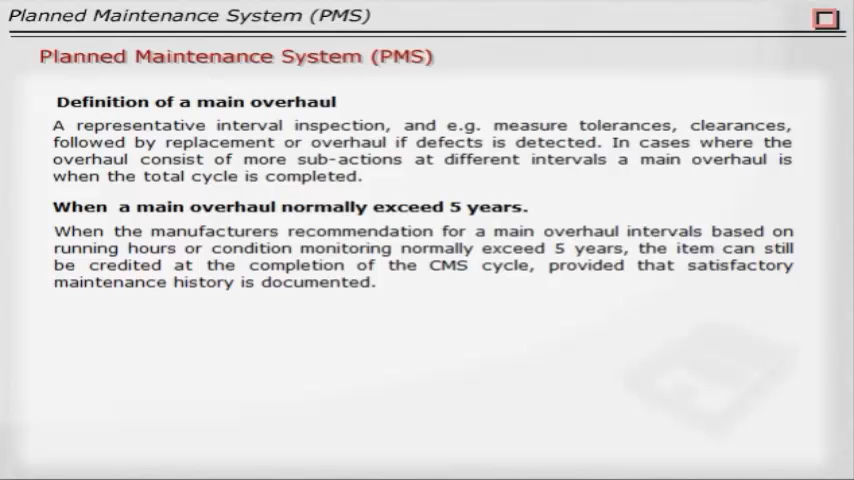 Planned Maintenance System (PMS)
Planned Maintenance System (PMS)
Definition of a main overhaul
A representative interval inspection, and e.g. measure tolerances, clearances,
followed by replacement or overhaul if defects is detected. In cases where the
overhaul consist of more sub-actions at different intervals a main overhaul is
when the total cycle is completed.
When a main overhaul normally exceed 5 years.
When the manufacturers recommendation for a main overhaul intervals based on
running hours or condition monitoring normally exceed 5 years, the item can still
be credited at the completion of the CMS cycle, provided that satisfactory
maintenance history is documented.